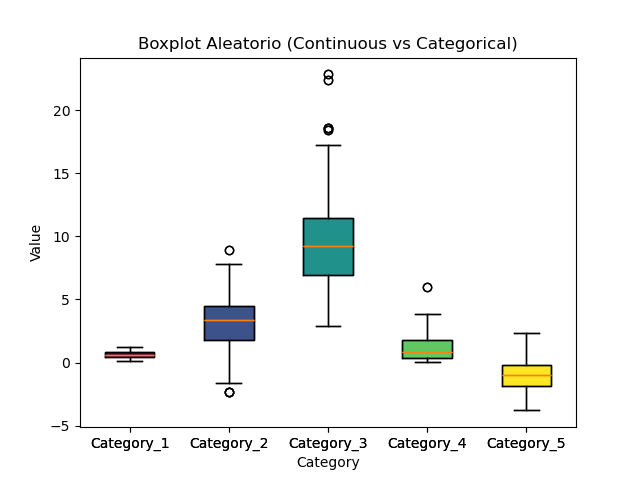 Boxplot Aleatorio (Continuous vs Categorical)
Value
20
15
10
5
0
−5
Category_1 Category_2 Category_3 Category_4 Category_5
Category